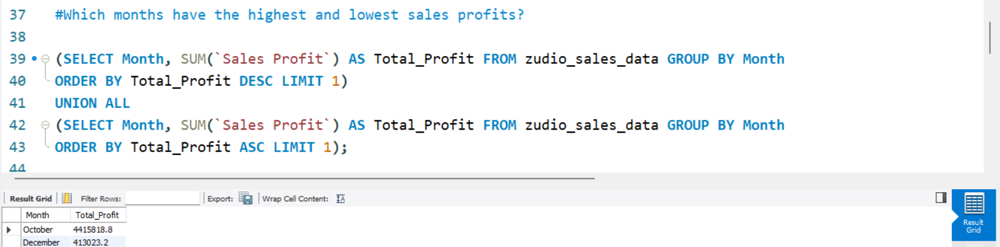 37 #Which months have the highest and lowest sales profits?
38
39 (SELECT Month, SUM(`Sales Profit`) AS Total_Profit FROM zudio_sales_data GROUP BY Month
40 ORDER BY Total_Profit DESC LIMIT 1)
41 UNION ALL
42 (SELECT Month, SUM(`Sales Profit`) AS Total_Profit FROM zudio_sales_data GROUP BY Month
43 ORDER BY Total_Profit ASC LIMIT 1);
44
Result Grid Filter Rows: Export: Wrap Cell Content: IA
Month Total_Profit
October 4415818.8
December 413023.2
Result
Grid